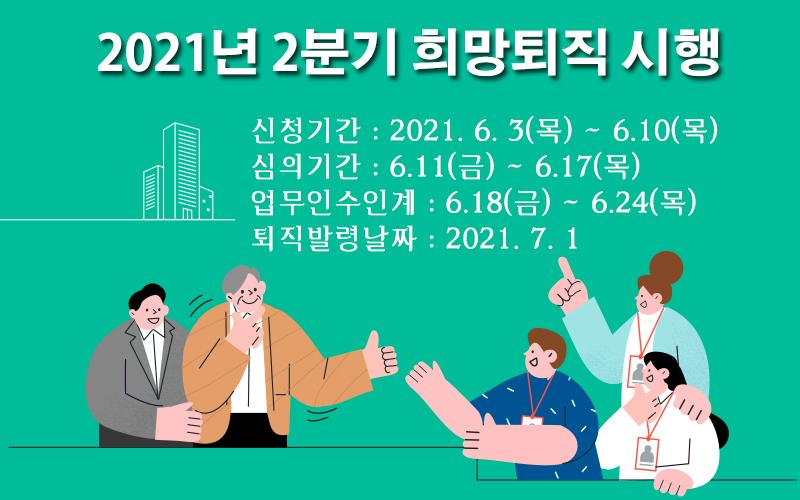 2021년 2분기 희망퇴직 시행
신청기간 : 2021. 6. 3(목) ~ 6.10(목)
심의기간 : 6.11(금) ~ 6.17(목)
업무인수인계 : 6.18(금) ~ 6.24(목)
퇴직발령날짜 : 2021. 7. 1